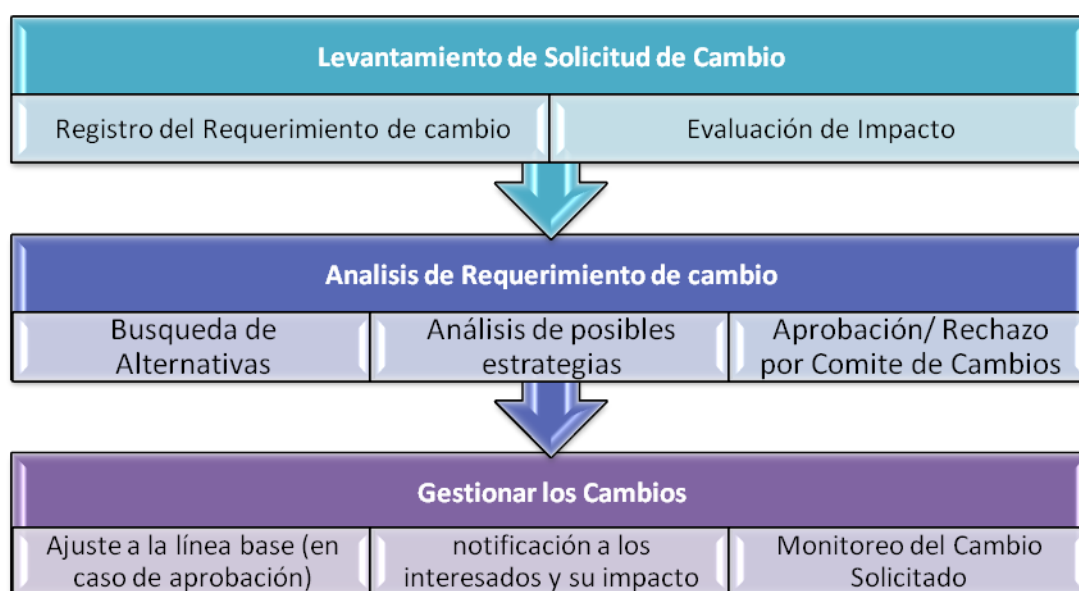 Levantamiento de Solicitud de Cambio
Registro del Requerimiento de cambio
Evaluación de Impacto
Analisis de Requerimiento de cambio
Busqueda de
Alternativas
Análisis de posibles
estrategias
Aprobación/ Rechazo
por Comite de Cambios
Gestionar los Cambios
Ajuste a la línea base (en
caso de aprobación)
notificación a los
interesados y su impacto
Monitoreo del Cambio
Solicitado